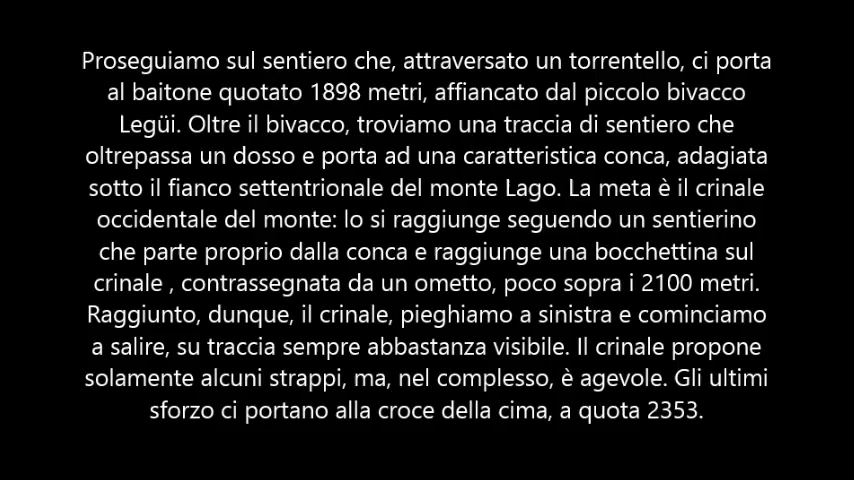 Proseguiamo sul sentiero che, attraversato un torrentello, ci porta
al baitone quotato 1898 metri, affiancato dal piccolo bivacco
Legüi. Oltre il bivacco, troviamo una traccia di sentiero che
oltrepassa un dosso e porta ad una caratteristica conca, adagiata
sotto il fianco settentrionale del monte Lago. La meta è il crinale
occidentale del monte: lo si raggiunge seguendo un sentierino
che parte proprio dalla conca e raggiunge una bocchettina sul
crinale , contrassegnata da un ometto, poco sopra i 2100 metri.
Raggiunto, dunque, il crinale, pieghiamo a sinistra e cominciamo
a salire, su traccia sempre abbastanza visibile. Il crinale propone
solamente alcuni strappi, ma, nel complesso, è agevole. Gli ultimi
sforzo ci portano alla croce della cima, a quota 2353.